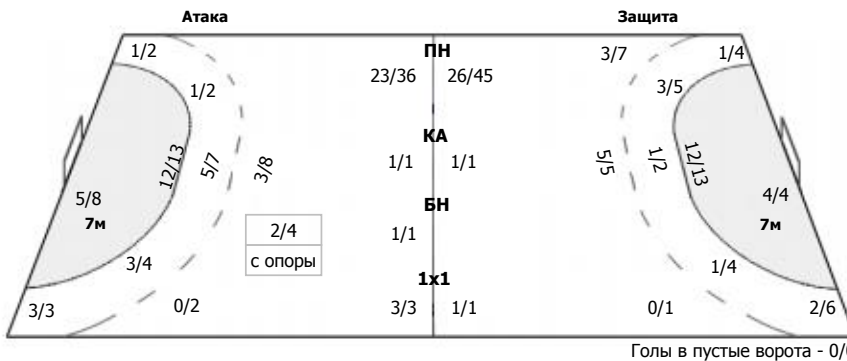 Атака Защита
1/2 ПН 3/7 1/4
23/36 26/45
1/2 3/5
КА
12/13 5/7 3/8 1/1 1/1 5/5 1/2 12/13
5/8 4/4
7м 7м
БН
2/4 1/1
с опоры
3/4 1/4
1x1
3/3 0/2 3/3 1/1 0/1 2/6
Голы в пустые ворота - 0/